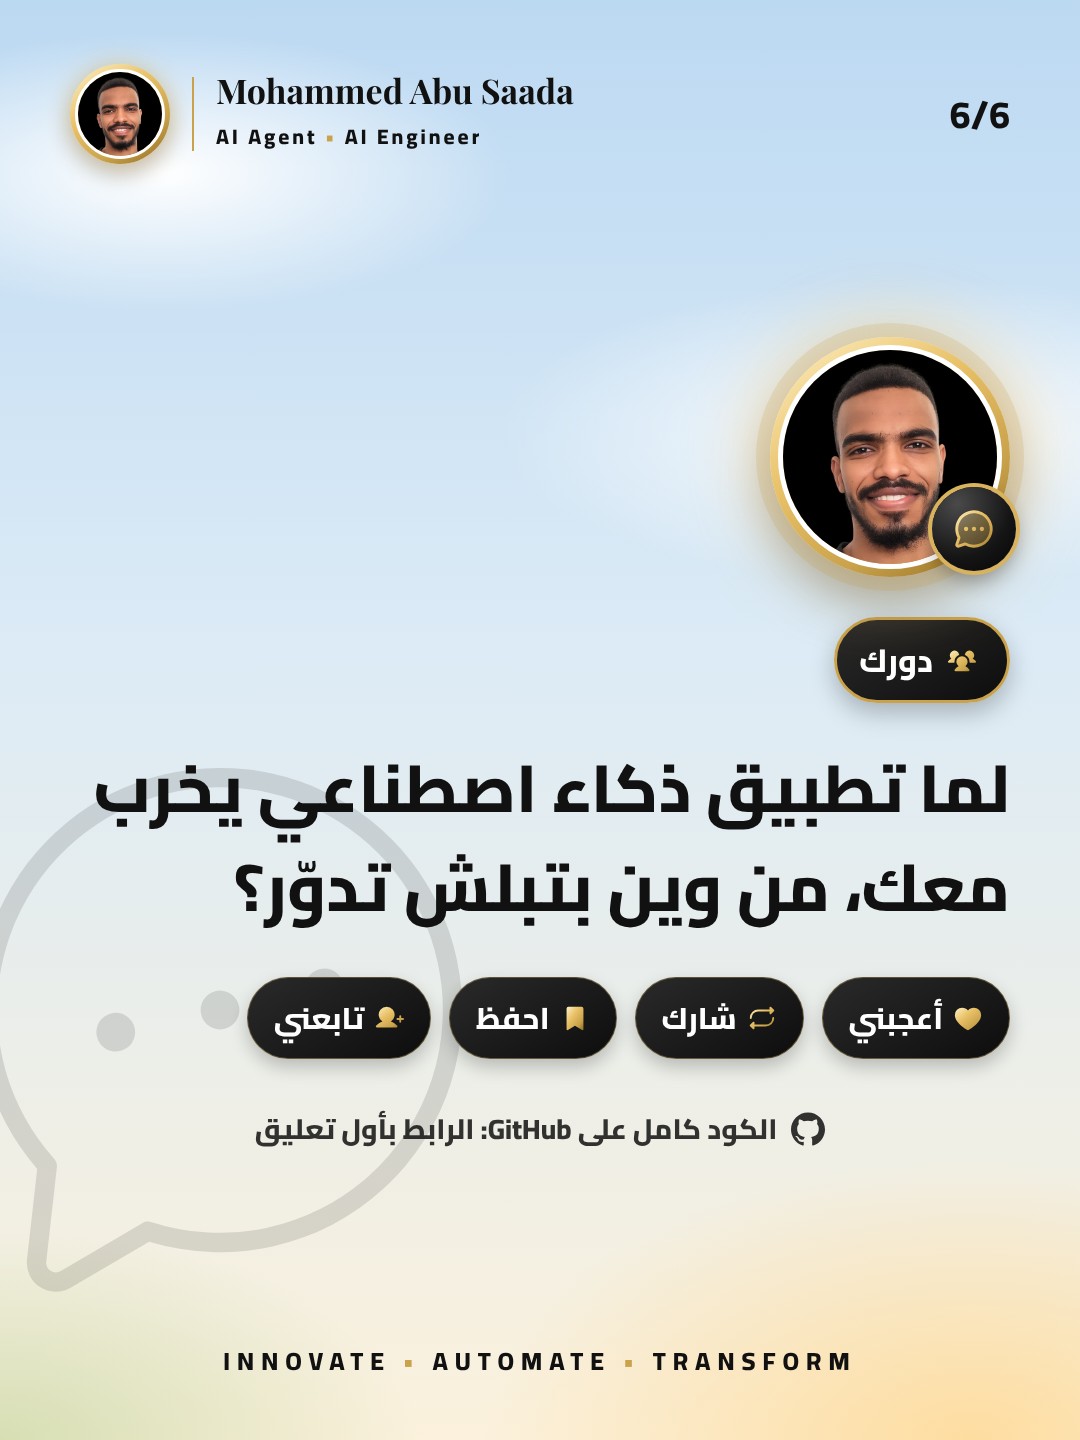 Mohammed Abu Saada
AI Agent ▪ AI Engineer
6/6
دورك
لما تطبيق ذكاء اصطناعي يخرب
معك، من وين بتبلش تدوّر؟
أعجبني
شارك
احفظ
تابعني
الكود كامل على GitHub: الرابط بأول تعليق
INNOVATE ▪ AUTOMATE ▪ TRANSFORM